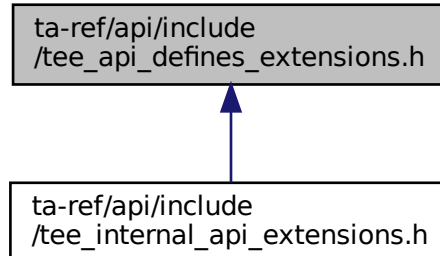 ta-ref/api/include
/tee_api_defines_extensions.h
ta-ref/api/include
/tee_internal_api_extensions.h